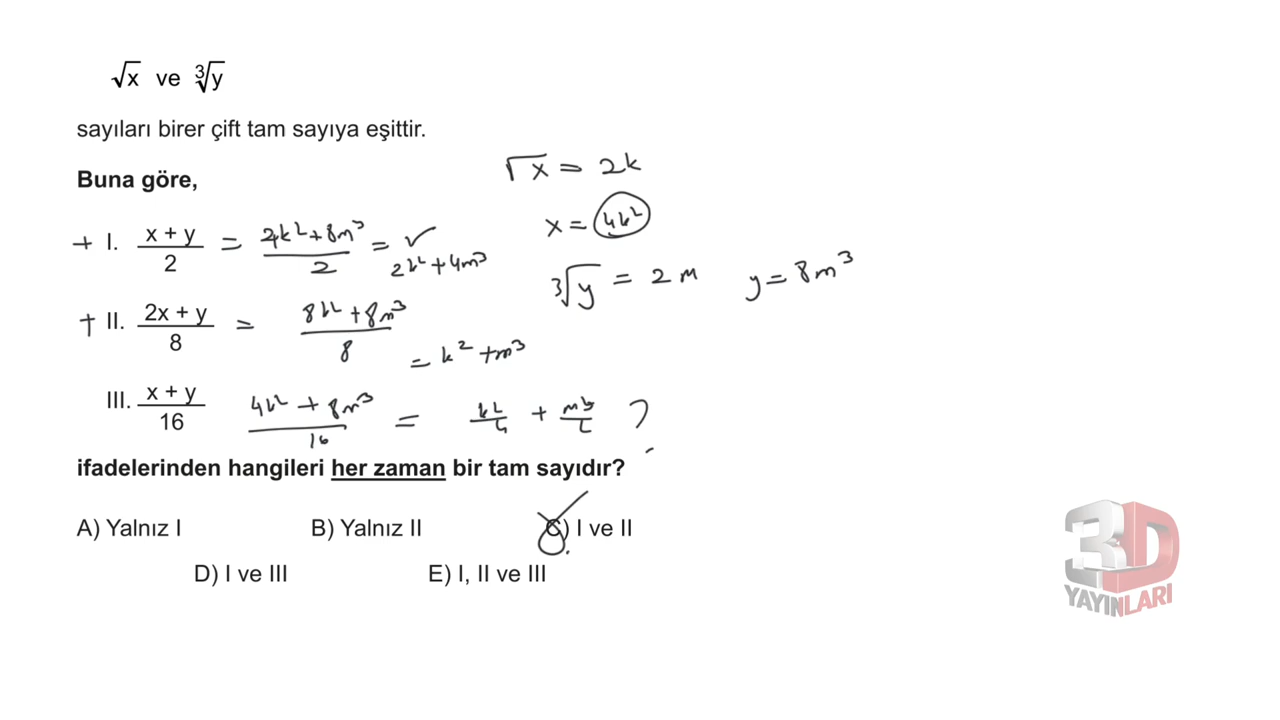 √x ve ∛y
sayıları birer çift tam sayıya eşittir.
Buna göre,
√x = 2k
x = 4k²
∛y = 2m y = 8m³
+ I. (x + y)/2 = (4k² + 8m³)/2 = ✓
2k² + 4m³
+ II. (2x + y)/8 = (8k² + 8m³)/8
= k² + m³
III. (x + y)/16 (4k² + 8m³)/16 = k²/4 + m³/2 ?
ifadelerinden hangileri her zaman bir tam sayıdır?
A) Yalnız I B) Yalnız II C) I ve II
D) I ve III E) I, II ve III
3D
YAYINLARI